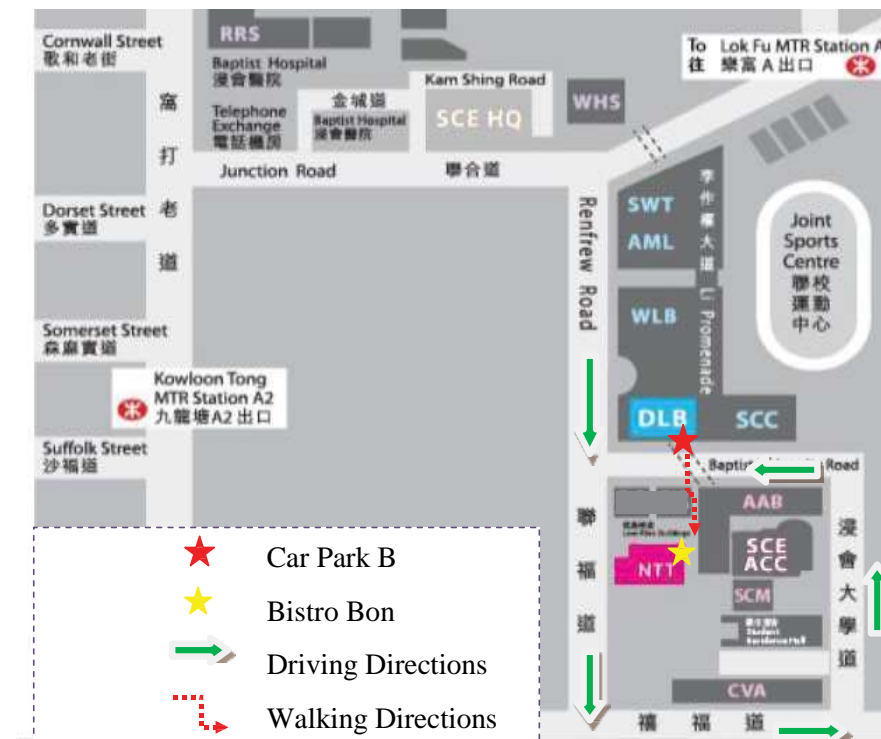 Cornwall Street
歌和老街
RRS
Baptist Hospital
浸會醫院
Telephone
Exchange
電話機房
金城道
Baptist Hospital
浸會醫院
Kam Shing Road
SCE HQ
WHS
To Lok Fu MTR Station A
往 樂富 A 出口
窩打老道
Junction Road 聯合道
Dorset Street
多實道
Renfrew Road
SWT
AML
李作權大道 Li Promenade
Joint
Sports
Centre
聯校
運動
中心
WLB
Somerset Street
森麻實道
Kowloon Tong
MTR Station A2
九龍塘A2 出口
DLB
SCC
Suffolk Street
沙福道
Baptist Road
聯福道
AAB
SCE
ACC
NTT
SCM
Student
Residence Hall
浸會大學道
CVA
禧福道
Car Park B
Bistro Bon
Driving Directions
Walking Directions